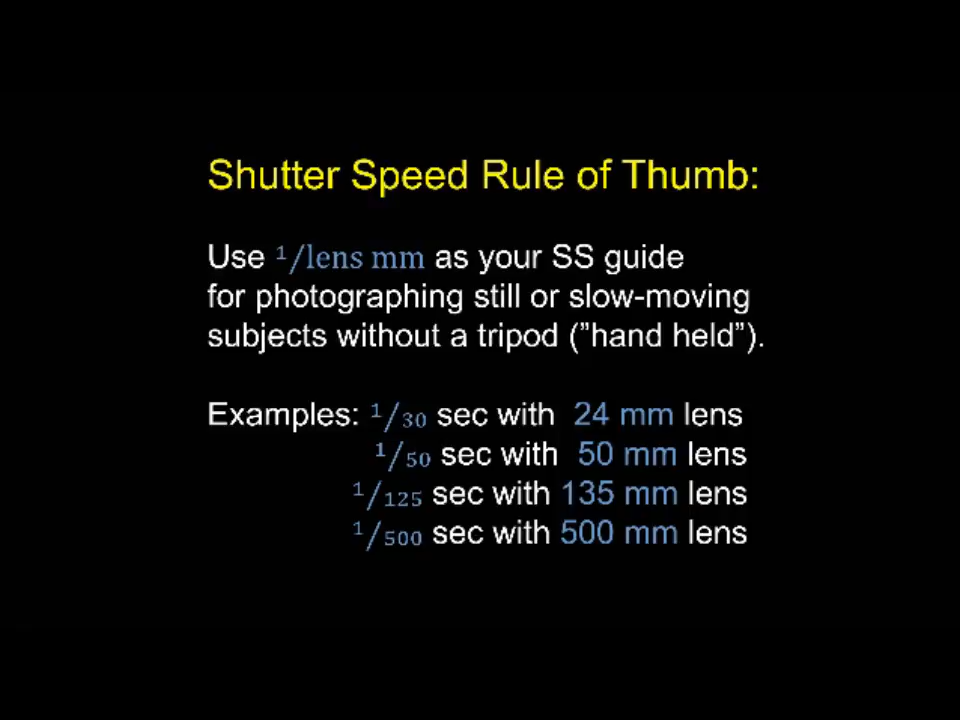 Shutter Speed Rule of Thumb:
Use 1/lens mm as your SS guide
for photographing still or slow-moving
subjects without a tripod (”hand held”).
Examples: 1/30 sec with 24 mm lens
1/50 sec with 50 mm lens
1/125 sec with 135 mm lens
1/500 sec with 500 mm lens